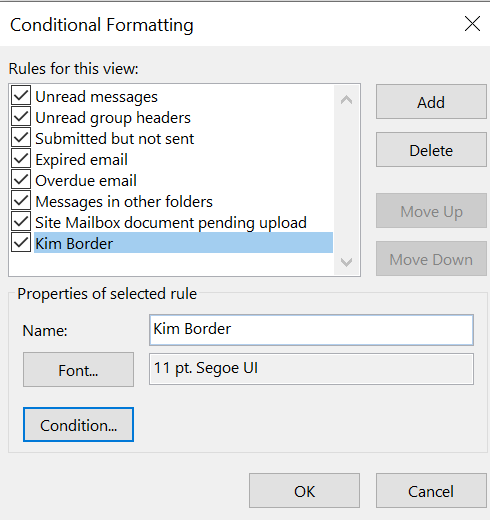 Conditional Formatting
Rules for this view:
Unread messages
Unread group headers
Submitted but not sent
Expired email
Overdue email
Messages in other folders
Site Mailbox document pending upload
Kim Border
Add
Delete
Move Up
Move Down
Properties of selected rule
Name:
Kim Border
Font...
11 pt. Segoe UI
Condition...
OK
Cancel